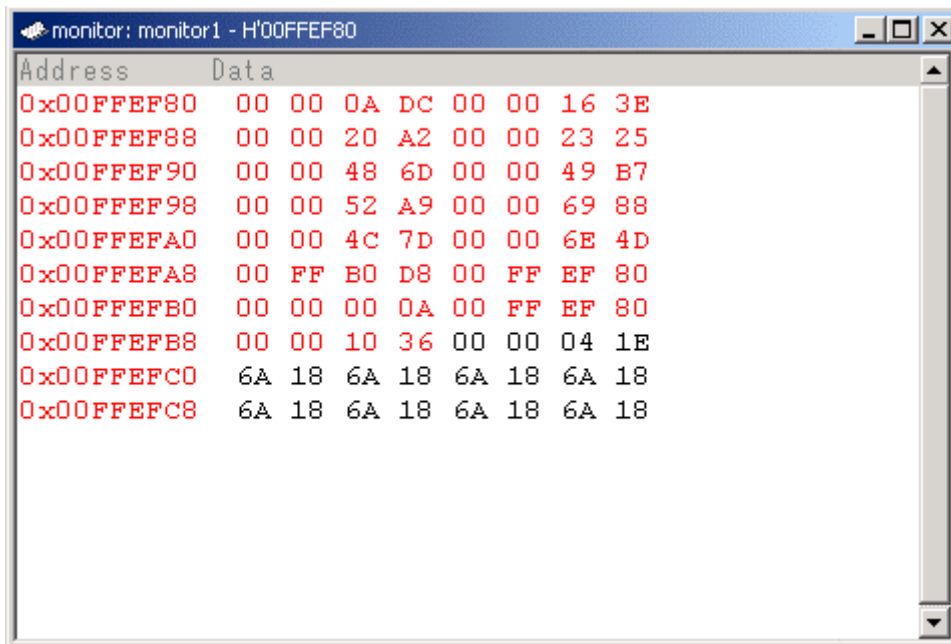 monitor: monitor1 - H'00FFEF80
Address Data
0x00FFEF80 00 00 0A DC 00 00 16 3E
0x00FFEF88 00 00 20 A2 00 00 23 25
0x00FFEF90 00 00 48 6D 00 00 49 B7
0x00FFEF98 00 00 52 A9 00 00 69 88
0x00FFEFA0 00 00 4C 7D 00 00 6E 4D
0x00FFEFA8 00 FF B0 D8 00 FF EF 80
0x00FFEFB0 00 00 00 0A 00 FF EF 80
0x00FFEFB8 00 00 10 36 00 00 04 1E
0x00FFEFC0 6A 18 6A 18 6A 18 6A 18
0x00FFEFC8 6A 18 6A 18 6A 18 6A 18